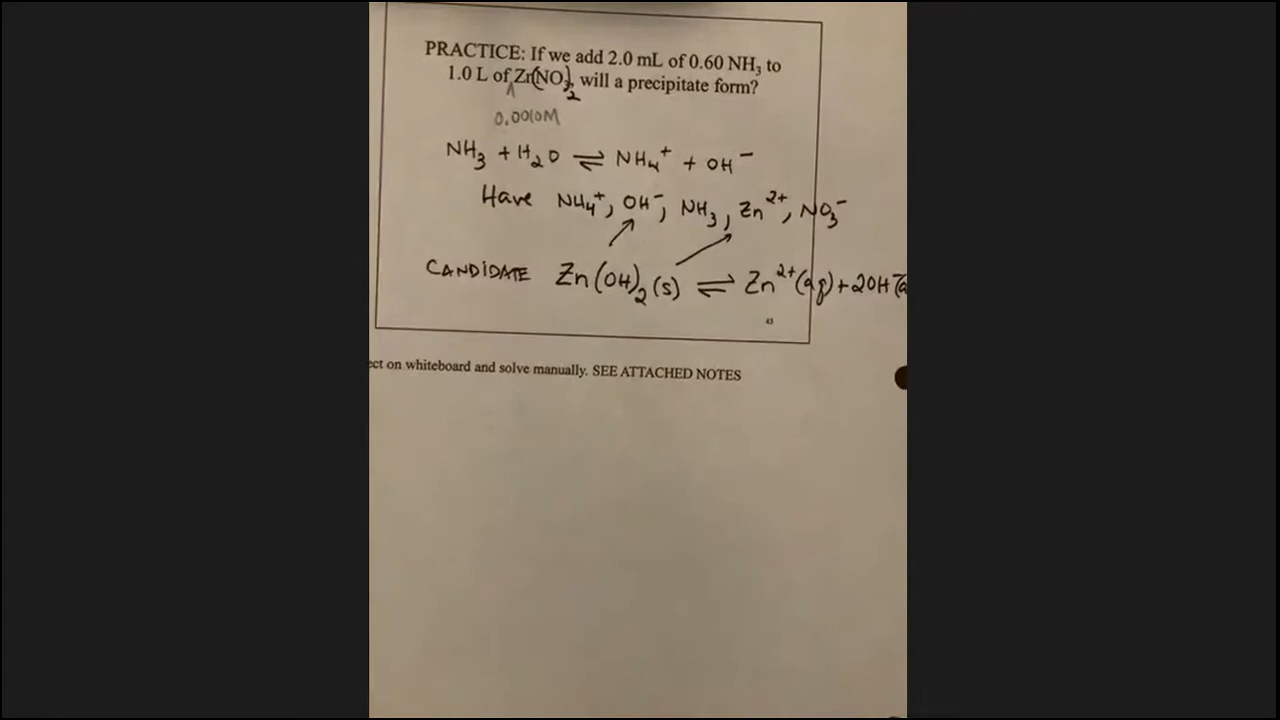 PRACTICE: If we add 2.0 mL of 0.60 NH₃ to
1.0 L of Zn(NO₃)₂, will a precipitate form?
0.0010M
NH₃ + H₂O ⇌ NH₄⁺ + OH⁻
Have NH₄⁺, OH⁻, NH₃, Zn²⁺, NO₃⁻
CANDIDATE Zn(OH)₂(s) ⇌ Zn²⁺(aq) + 2OH⁻(a
43
ect on whiteboard and solve manually. SEE ATTACHED NOTES